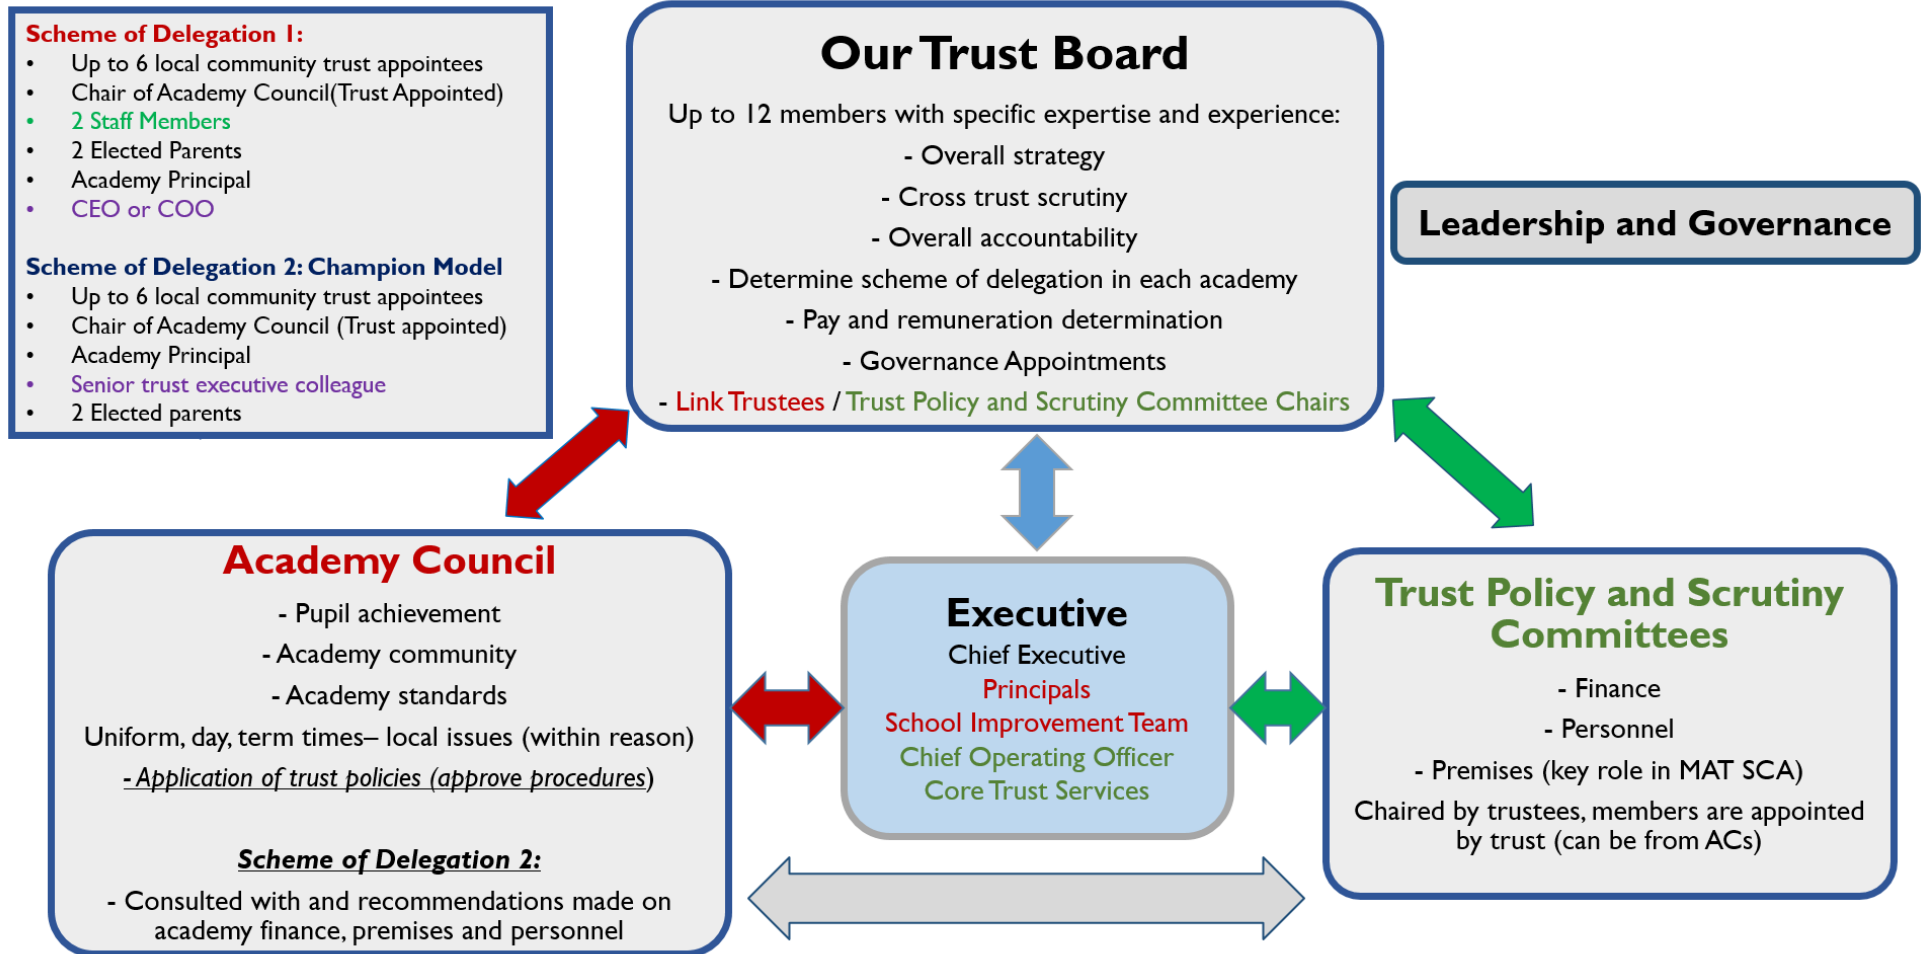 Scheme of Delegation 1:
• Up to 6 local community trust appointees
• Chair of Academy Council(Trust Appointed)
• 2 Staff Members
• 2 Elected Parents
• Academy Principal
• CEO or COO
Scheme of Delegation 2: Champion Model
• Up to 6 local community trust appointees
• Chair of Academy Council (Trust appointed)
• Academy Principal
• Senior trust executive colleague
• 2 Elected parents
Our Trust Board
Up to 12 members with specific expertise and experience:
- Overall strategy
- Cross trust scrutiny
- Overall accountability
- Determine scheme of delegation in each academy
- Pay and remuneration determination
- Governance Appointments
- Link Trustees / Trust Policy and Scrutiny Committee Chairs
Leadership and Governance
Academy Council
- Pupil achievement
- Academy community
- Academy standards
Uniform, day, term times– local issues (within reason)
- Application of trust policies (approve procedures)
Scheme of Delegation 2:
- Consulted with and recommendations made on
academy finance, premises and personnel
Executive
Chief Executive
Principals
School Improvement Team
Chief Operating Officer
Core Trust Services
Trust Policy and Scrutiny
Committees
- Finance
- Personnel
- Premises (key role in MAT SCA)
Chaired by trustees, members are appointed
by trust (can be from ACs)